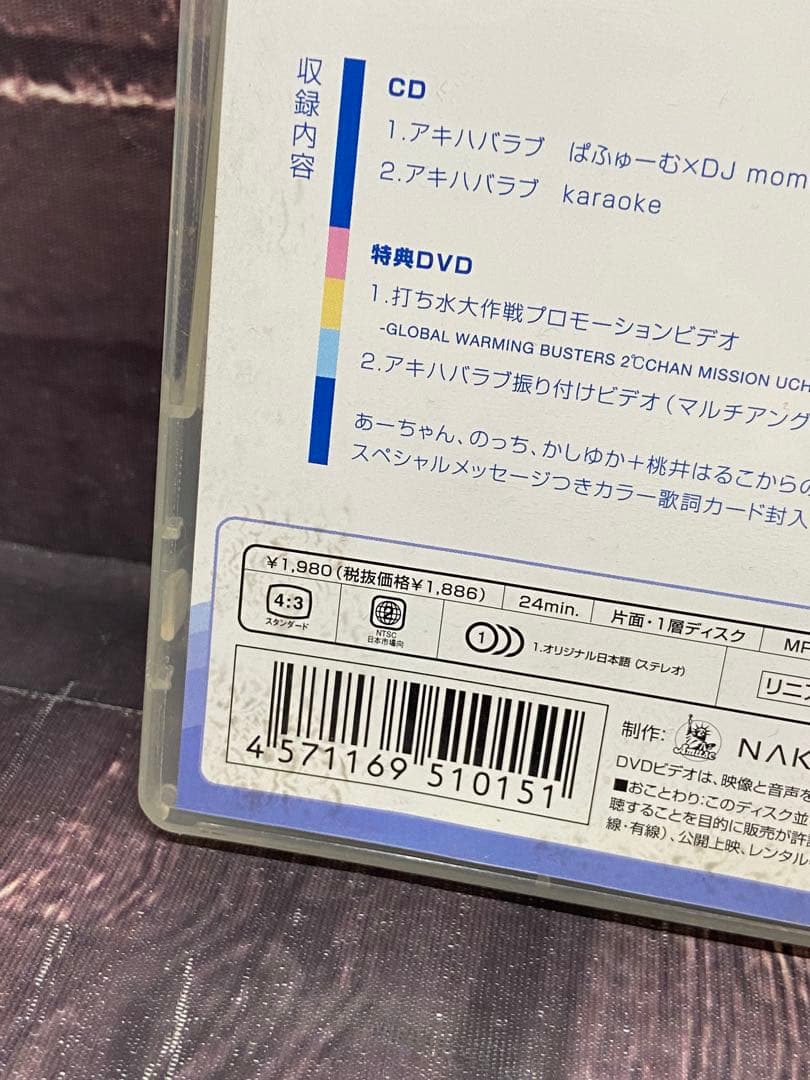 収録内容
CD
1.アキハバラブ ぱふゅーむ×DJ mom
2.アキハバラブ karaoke
特典DVD
1.打ち水大作戦プロモーションビデオ
-GLOBAL WARMING BUSTERS 2℃CHAN MISSION UCH
2.アキハバラブ振り付けビデオ(マルチアング
あーちゃん、のっち、かしゆか+桃井はるこからの
スペシャルメッセージつきカラー歌詞カード封入
¥1,980(税抜価格¥1,886) 24min. 片面・1層ディスク MP
4:3
スタンダード
2
NTSC
日本市場向
1 1.オリジナル日本語(ステレオ)
リニア
4 571169 510151
制作: Amuse NAK
DVDビデオは、映像と音声を
■おことわり:このディスク並
聴することを目的に販売が許諾
線・有線)、公開上映、レンタル